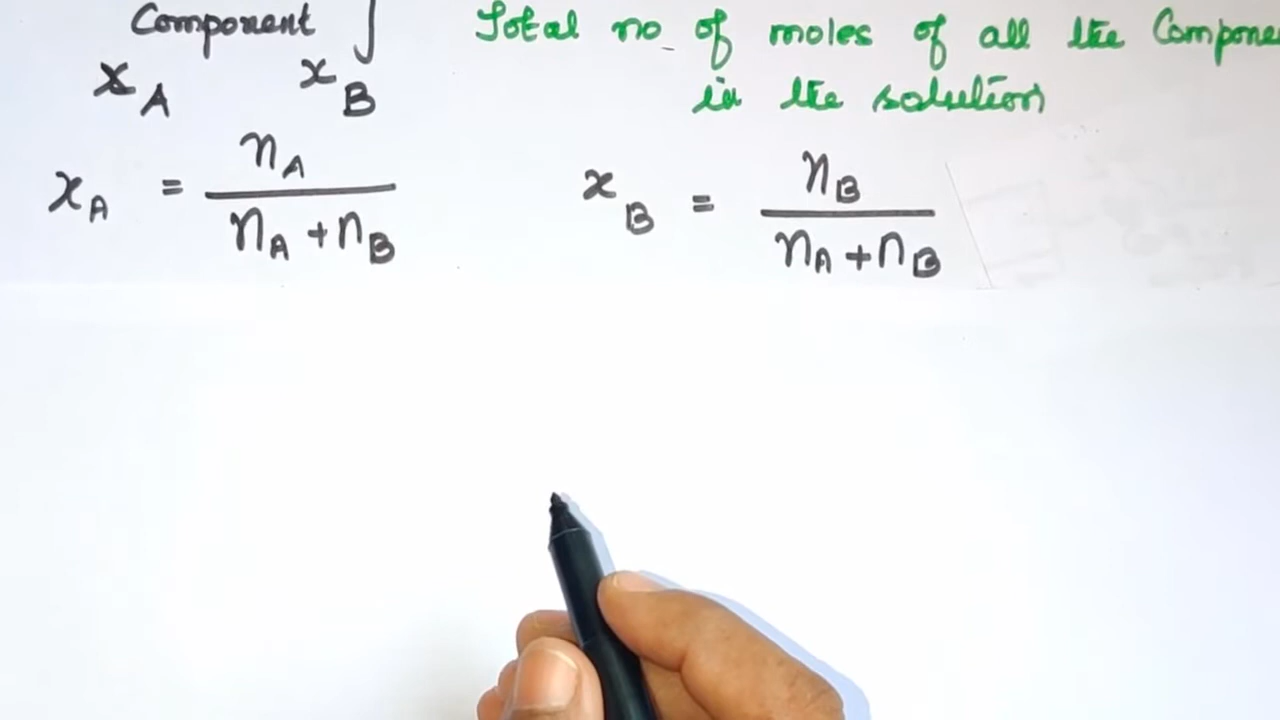 Component ⎭ Total no of moles of all the Compone
x_A x_B in the solution
x_A = n_A / (n_A + n_B) x_B = n_B / (n_A + n_B)